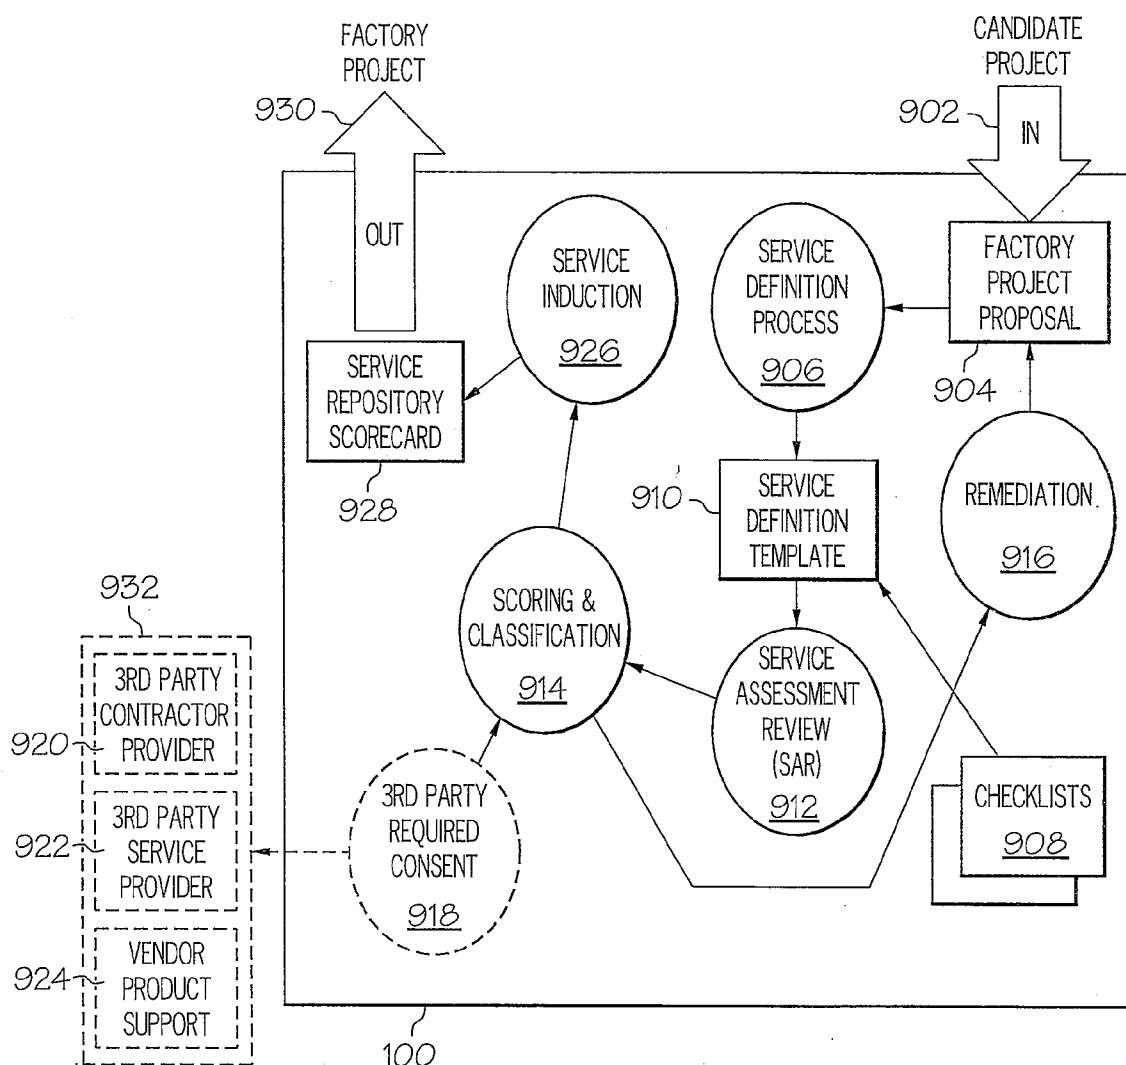 FACTORY
PROJECT
930
CANDIDATE
PROJECT
902
IN
OUT
SERVICE
INDUCTION
926
SERVICE
DEFINITION
PROCESS
906
FACTORY
PROJECT
PROPOSAL
904
SERVICE
REPOSITORY
SCORECARD
928
910
SERVICE
DEFINITION
TEMPLATE
REMEDIATION
916
SCORING &
CLASSIFICATION
914
SERVICE
ASSESSMENT
REVIEW
(SAR)
912
CHECKLISTS
908
932
3RD PARTY
CONTRACTOR
PROVIDER
920
3RD PARTY
SERVICE
PROVIDER
922
VENDOR
PRODUCT
SUPPORT
924
3RD PARTY
REQUIRED
CONSENT
918
100